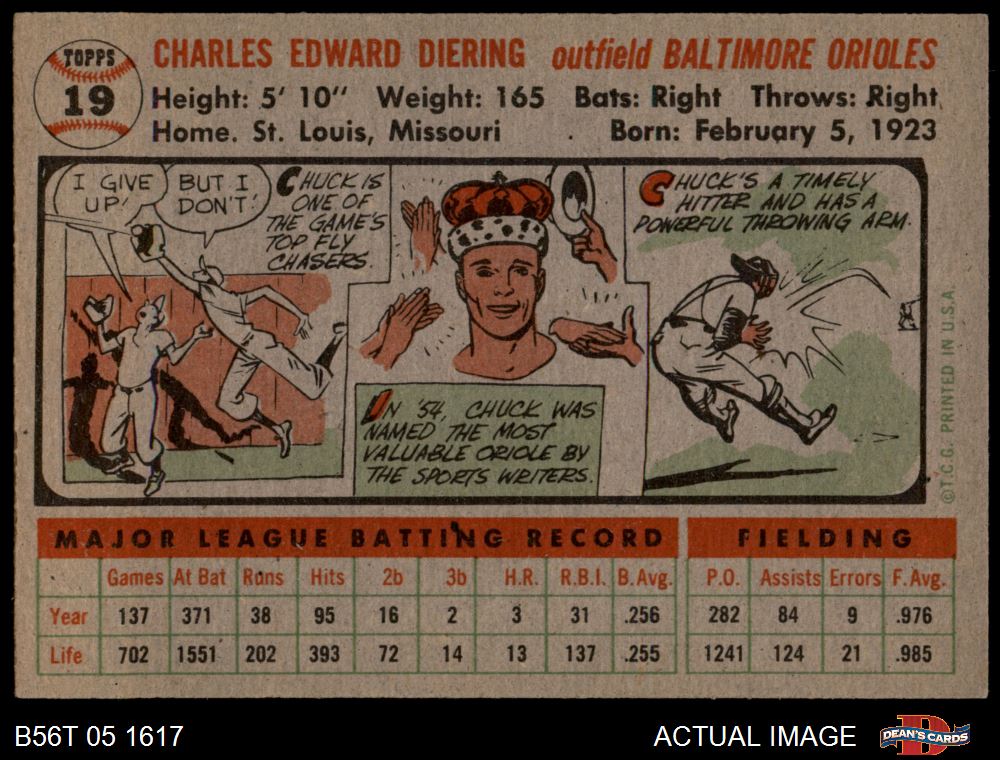 TOPPS
19
CHARLES EDWARD DIERING outfield BALTIMORE ORIOLES
Height: 5' 10" Weight: 165 Bats: Right Throws: Right
Home. St. Louis, Missouri Born: February 5, 1923
I GIVE
UP!
BUT I
DON'T!
CHUCK IS
ONE OF
THE GAME'S
TOP FLY
CHASERS.
IN '54, CHUCK WAS
NAMED THE MOST
VALUABLE ORIOLE BY
THE SPORTS WRITERS.
CHUCK'S A TIMELY
HITTER AND HAS A
POWERFUL THROWING ARM.
©T.C.G. PRINTED IN U.S.A.
MAJOR LEAGUE BATTING RECORD FIELDING
Games At Bat Runs Hits 2b 3b H.R. R.B.I. B.Avg. P.O. Assists Errors F.Avg.
Year 137 371 38 95 16 2 3 31 .256 282 84 9 .976
Life 702 1551 202 393 72 14 13 137 .255 1241 124 21 .985
B56T 05 1617 ACTUAL IMAGE
D
DEAN'S CARDS